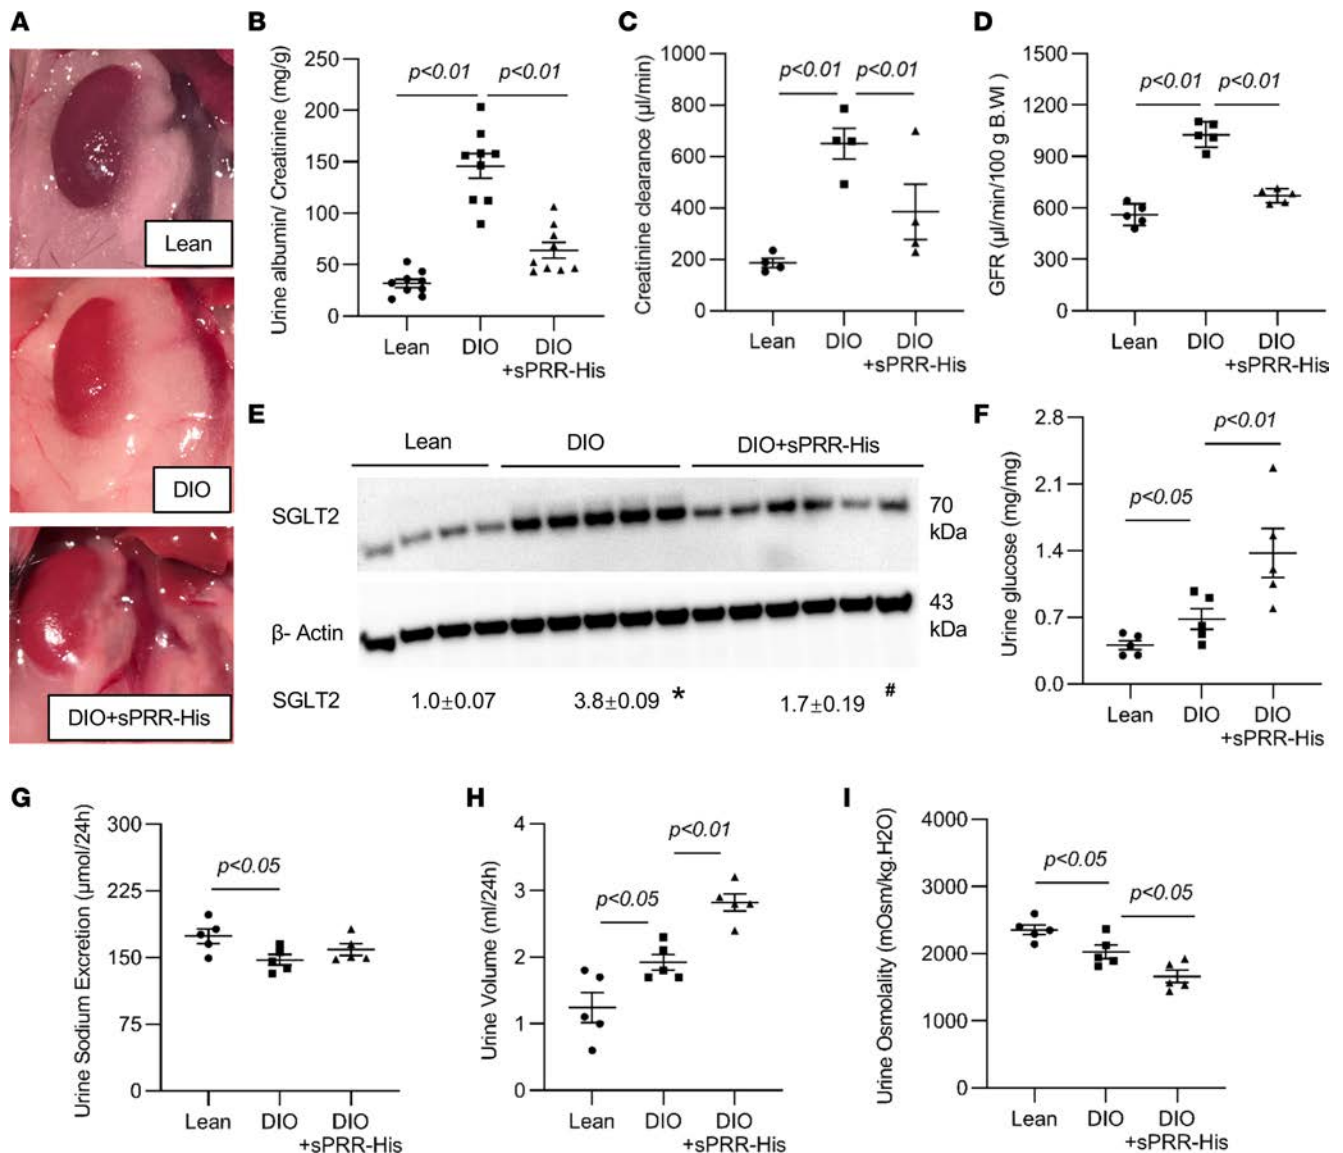 A
Lean
DIO
DIO+sPRR-His
B
Urine albumin/ Creatinine (mg/g)
250
200
150
100
50
0
p<0.01
p<0.01
Lean
DIO
DIO
+sPRR-His
C
Creatinine clearance (µl/min)
1000
800
600
400
200
0
p<0.01
p<0.01
Lean
DIO
DIO
+sPRR-His
D
GFR (µl/min/100 g B.Wl
1500
1200
900
600
300
0
p<0.01
p<0.01
Lean
DIO
DIO
+sPRR-His
E
Lean
DIO
DIO+sPRR-His
SGLT2
70
kDa
β- Actin
43
kDa
SGLT2
1.0±0.07
3.8±0.09 *
1.7±0.19 #
F
Urine glucose (mg/mg)
2.8
2.1
1.4
0.7
0.0
p<0.05
p<0.01
Lean
DIO
DIO
+sPRR-His
G
Urine Sodium Excretion (µmol/24h)
300
225
150
75
0
p<0.05
Lean
DIO
DIO
+sPRR-His
H
Urine Volume (ml/24h)
4
3
2
1
0
p<0.05
p<0.01
Lean
DIO
DIO
+sPRR-His
I
Urine Osmolality (mOsm/kg.H2O)
4000
3000
2000
1000
0
p<0.05
p<0.05
Lean
DIO
DIO
+sPRR-His